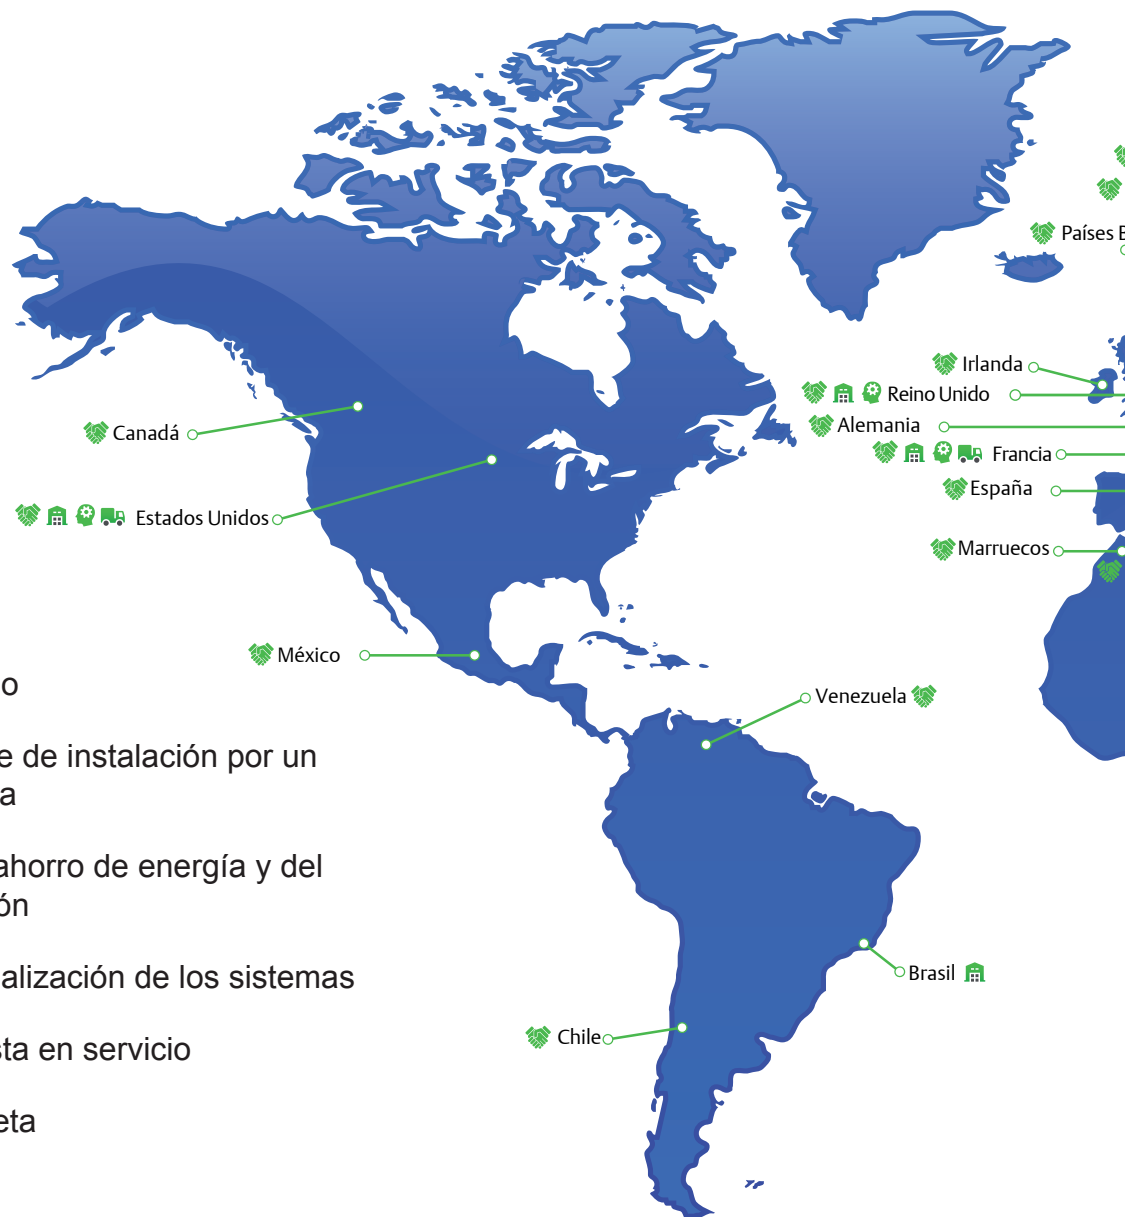 Países B
Irlanda
Reino Unido
Alemania
Canadá
Francia
España
Estados Unidos
Marruecos
México
o
Venezuela
e de instalación por un
a
ahorro de energía y del
ón
Brasil
alización de los sistemas
Chile
sta en servicio
eta